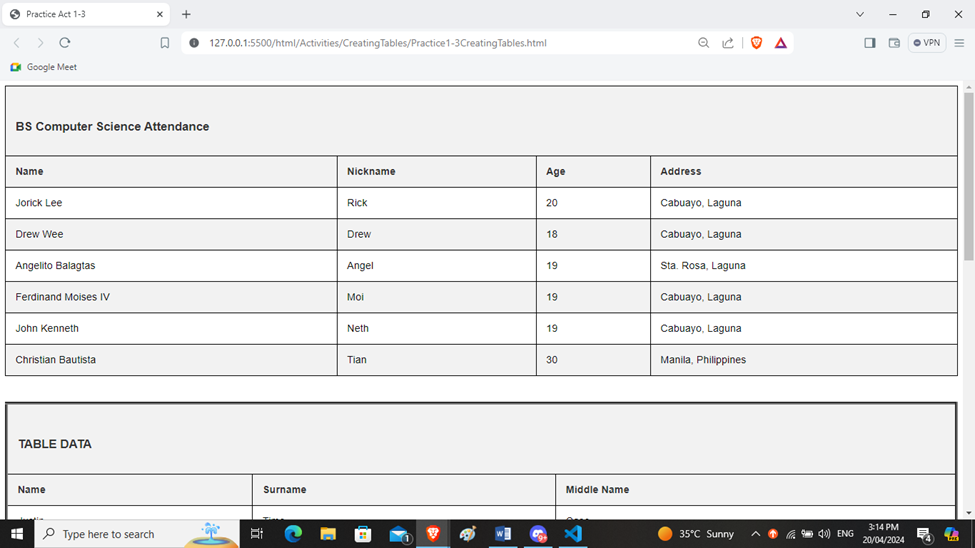 Practice Act 1-3
127.0.0.1:5500/html/Activities/CreatingTables/Practice1-3CreatingTables.html
VPN
Google Meet
BS Computer Science Attendance
Name Nickname Age Address
Jorick Lee Rick 20 Cabuayo, Laguna
Drew Wee Drew 18 Cabuayo, Laguna
Angelito Balagtas Angel 19 Sta. Rosa, Laguna
Ferdinand Moises IV Moi 19 Cabuayo, Laguna
John Kenneth Neth 19 Cabuayo, Laguna
Christian Bautista Tian 30 Manila, Philippines
TABLE DATA
Name Surname Middle Name
Type here to search
1
9+
35°C Sunny
ENG
3:14 PM
20/04/2024
4